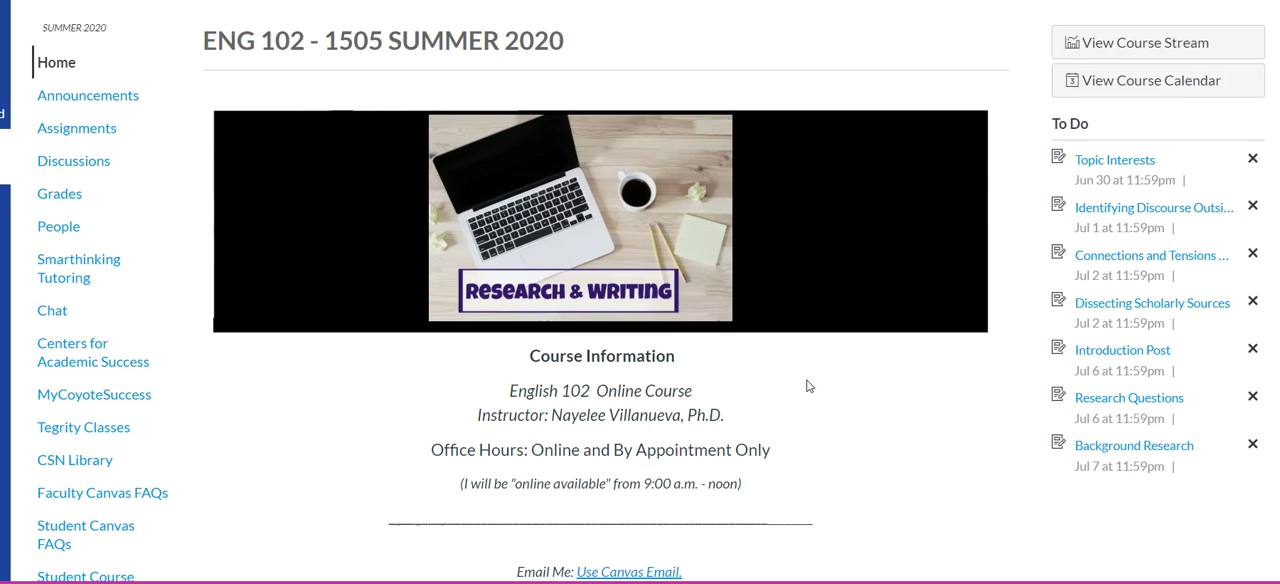 SUMMER 2020
Home
Announcements
Assignments
Discussions
Grades
People
Smarthinking
Tutoring
Chat
Centers for
Academic Success
MyCoyoteSuccess
Tegrity Classes
CSN Library
Faculty Canvas FAQs
Student Canvas
FAQs
Student Course
d
ENG 102 - 1505 SUMMER 2020
RESEARCH & WRITING
Course Information
English 102 Online Course
Instructor: Nayelee Villanueva, Ph.D.
Office Hours: Online and By Appointment Only
(I will be "online available" from 9:00 a.m. - noon)
Email Me: Use Canvas Email.
View Course Stream
3 View Course Calendar
To Do
Topic Interests
Jun 30 at 11:59pm |
Identifying Discourse Outsi...
Jul 1 at 11:59pm |
Connections and Tensions ...
Jul 2 at 11:59pm |
Dissecting Scholarly Sources
Jul 2 at 11:59pm |
Introduction Post
Jul 6 at 11:59pm |
Research Questions
Jul 6 at 11:59pm |
Background Research
Jul 7 at 11:59pm |